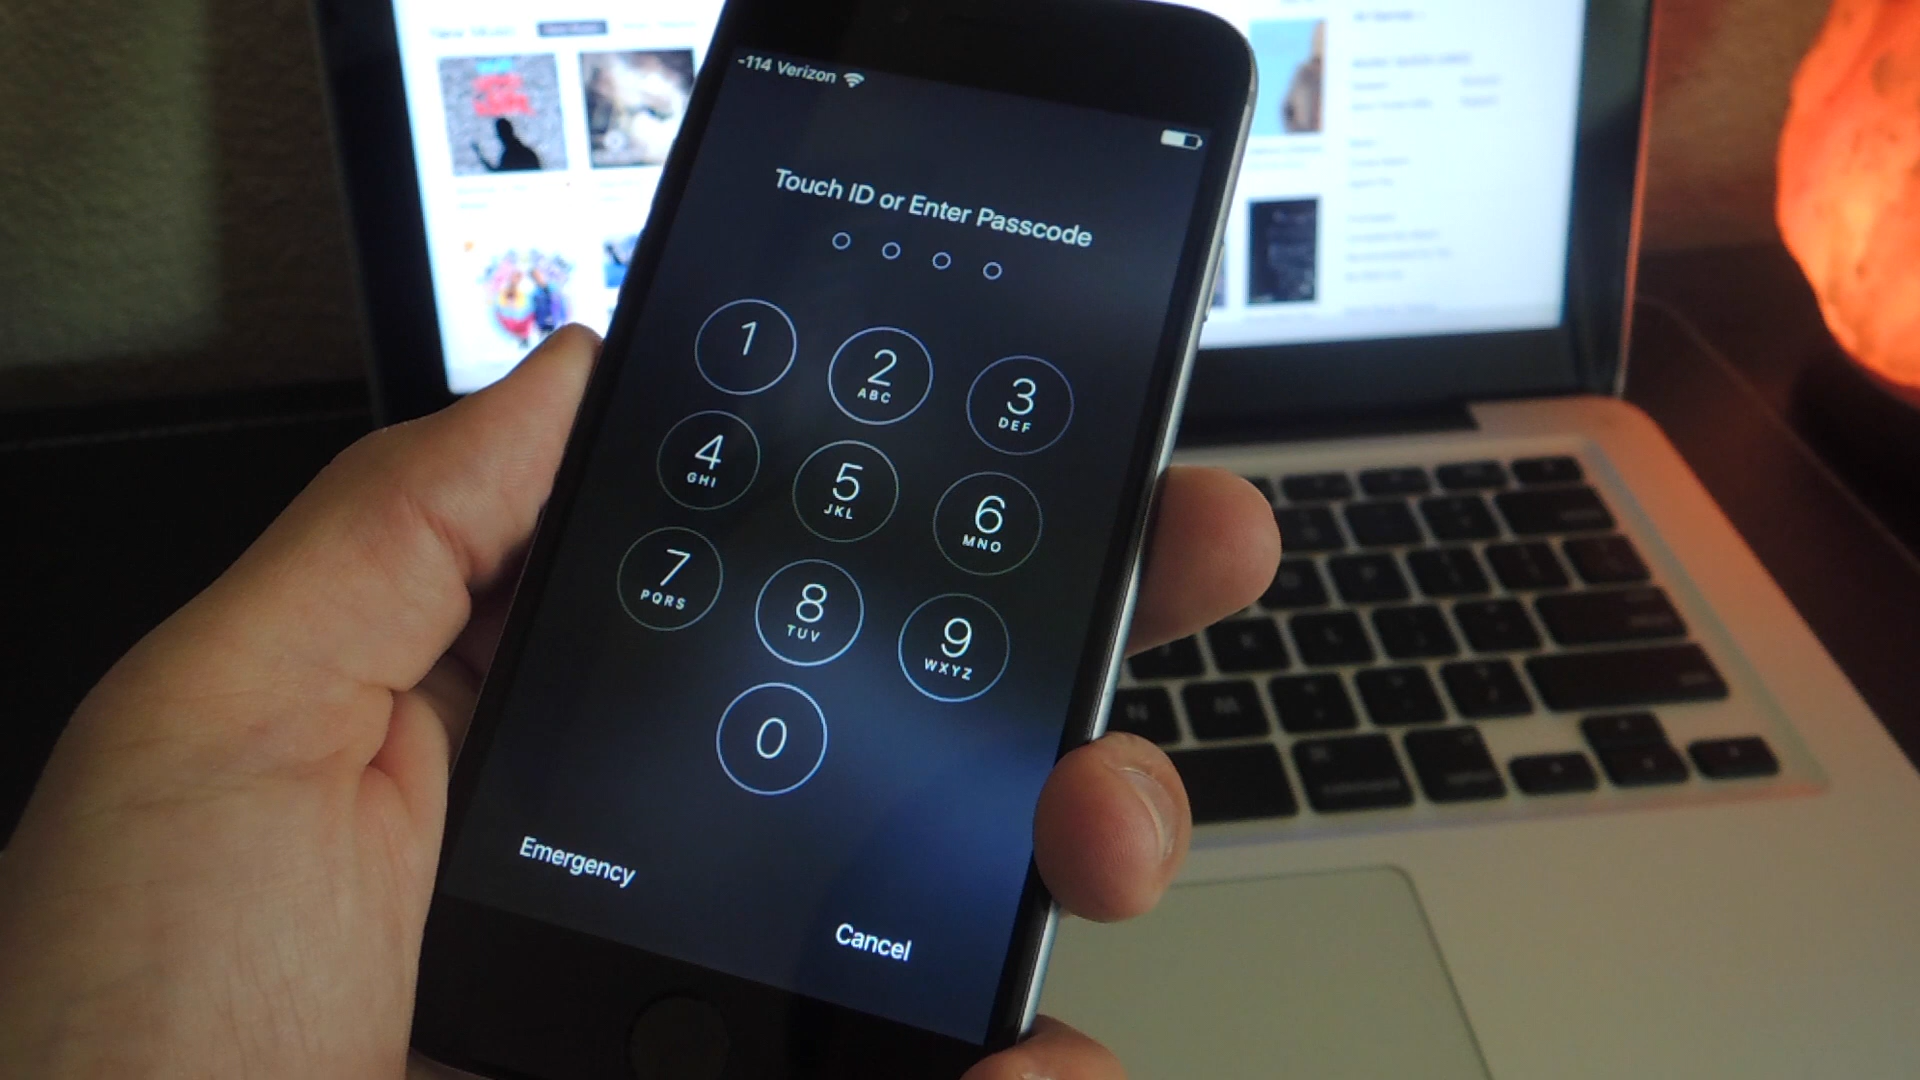 -114 Verizon
Touch ID or Enter Passcode
1
2
ABC
3
DEF
4
GHI
5
JKL
6
MNO
7
PQRS
8
TUV
9
WXYZ
0
Emergency
Cancel